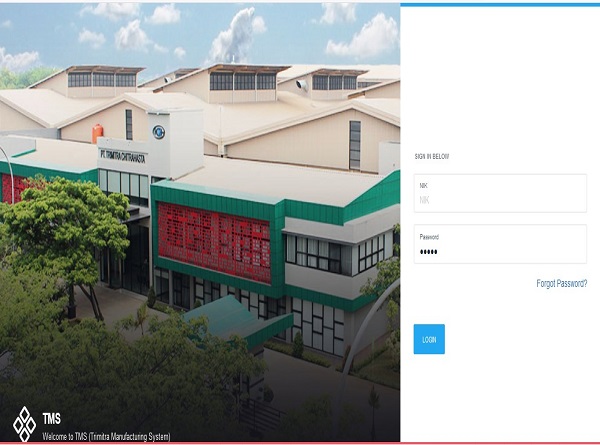 PT. TRIMITRA CHITRAHASTA
SIGN IN BELOW
NIK
NIK
Password
•••••
Forgot Password?
LOGIN
TMS
Welcome to TMS (Trimitra Manufacturing System)